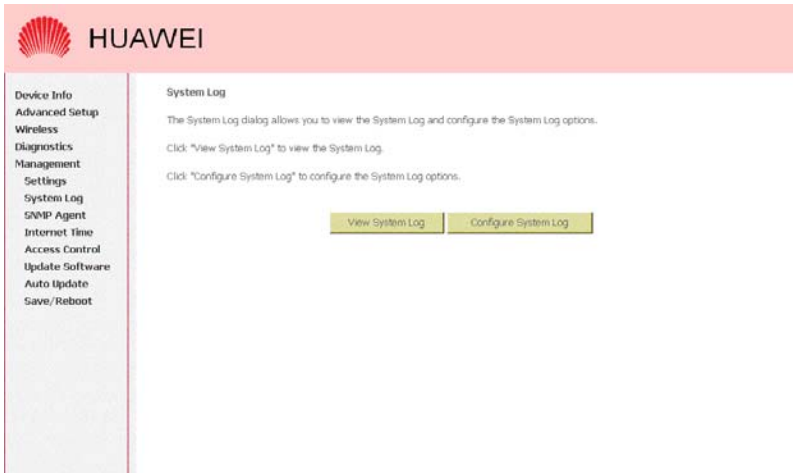 HUAWEI
Device Info
Advanced Setup
Wireless
Diagnostics
Management
Settings
System Log
SNMP Agent
Internet Time
Access Control
Update Software
Auto Update
Save/Reboot
System Log
The System Log dialog allows you to view the System Log and configure the System Log options.
Click "View System Log" to view the System Log.
Click "Configure System Log" to configure the System Log options.
View System Log
Configure System Log